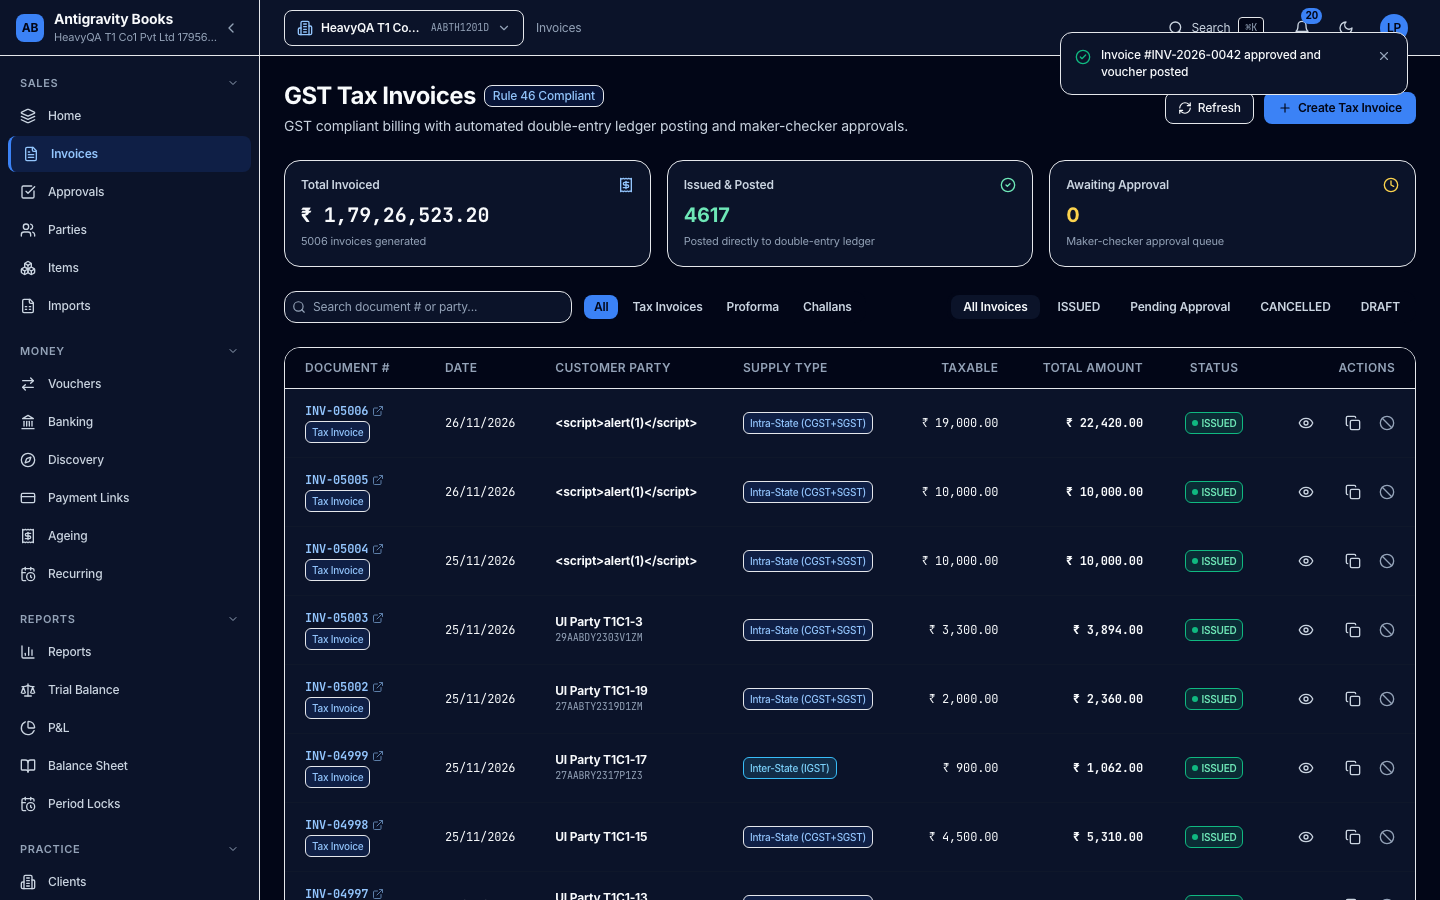 AB
Antigravity Books
HeavyQA T1 Co1 Pvt Ltd 17956...
HeavyQA T1 Co... AABTH1201D
Invoices
Search ⌘K
20
Invoice #INV-2026-0042 approved and
voucher posted
SALES
Home
Invoices
Approvals
Parties
Items
Imports
MONEY
Vouchers
Banking
Discovery
Payment Links
Ageing
Recurring
REPORTS
Reports
Trial Balance
P&L
Balance Sheet
Period Locks
PRACTICE
Clients
GST Tax Invoices
Rule 46 Compliant
GST compliant billing with automated double-entry ledger posting and maker-checker approvals.
Refresh
Create Tax Invoice
Total Invoiced
₹ 1,79,26,523.20
5006 invoices generated
Issued & Posted
4617
Posted directly to double-entry ledger
Awaiting Approval
0
Maker-checker approval queue
Search document # or party...
All Tax Invoices Proforma Challans
All Invoices ISSUED Pending Approval CANCELLED DRAFT
DOCUMENT # DATE CUSTOMER PARTY SUPPLY TYPE TAXABLE TOTAL AMOUNT STATUS ACTIONS
INV-05006
Tax Invoice
26/11/2026 <script>alert(1)</script> Intra-State (CGST+SGST) ₹ 19,000.00 ₹ 22,420.00 ISSUED
INV-05005
Tax Invoice
26/11/2026 <script>alert(1)</script> Intra-State (CGST+SGST) ₹ 10,000.00 ₹ 10,000.00 ISSUED
INV-05004
Tax Invoice
25/11/2026 <script>alert(1)</script> Intra-State (CGST+SGST) ₹ 10,000.00 ₹ 10,000.00 ISSUED
INV-05003
Tax Invoice
25/11/2026
UI Party T1C1-3
29AABDY2303V1ZM
Intra-State (CGST+SGST) ₹ 3,300.00 ₹ 3,894.00 ISSUED
INV-05002
Tax Invoice
25/11/2026
UI Party T1C1-19
27AABTY2319D1ZM
Intra-State (CGST+SGST) ₹ 2,000.00 ₹ 2,360.00 ISSUED
INV-04999
Tax Invoice
25/11/2026
UI Party T1C1-17
27AABRY2317P1Z3
Inter-State (IGST) ₹ 900.00 ₹ 1,062.00 ISSUED
INV-04998
Tax Invoice
25/11/2026 UI Party T1C1-15 Intra-State (CGST+SGST) ₹ 4,500.00 ₹ 5,310.00 ISSUED
INV-04997
UI Party T1C1-13